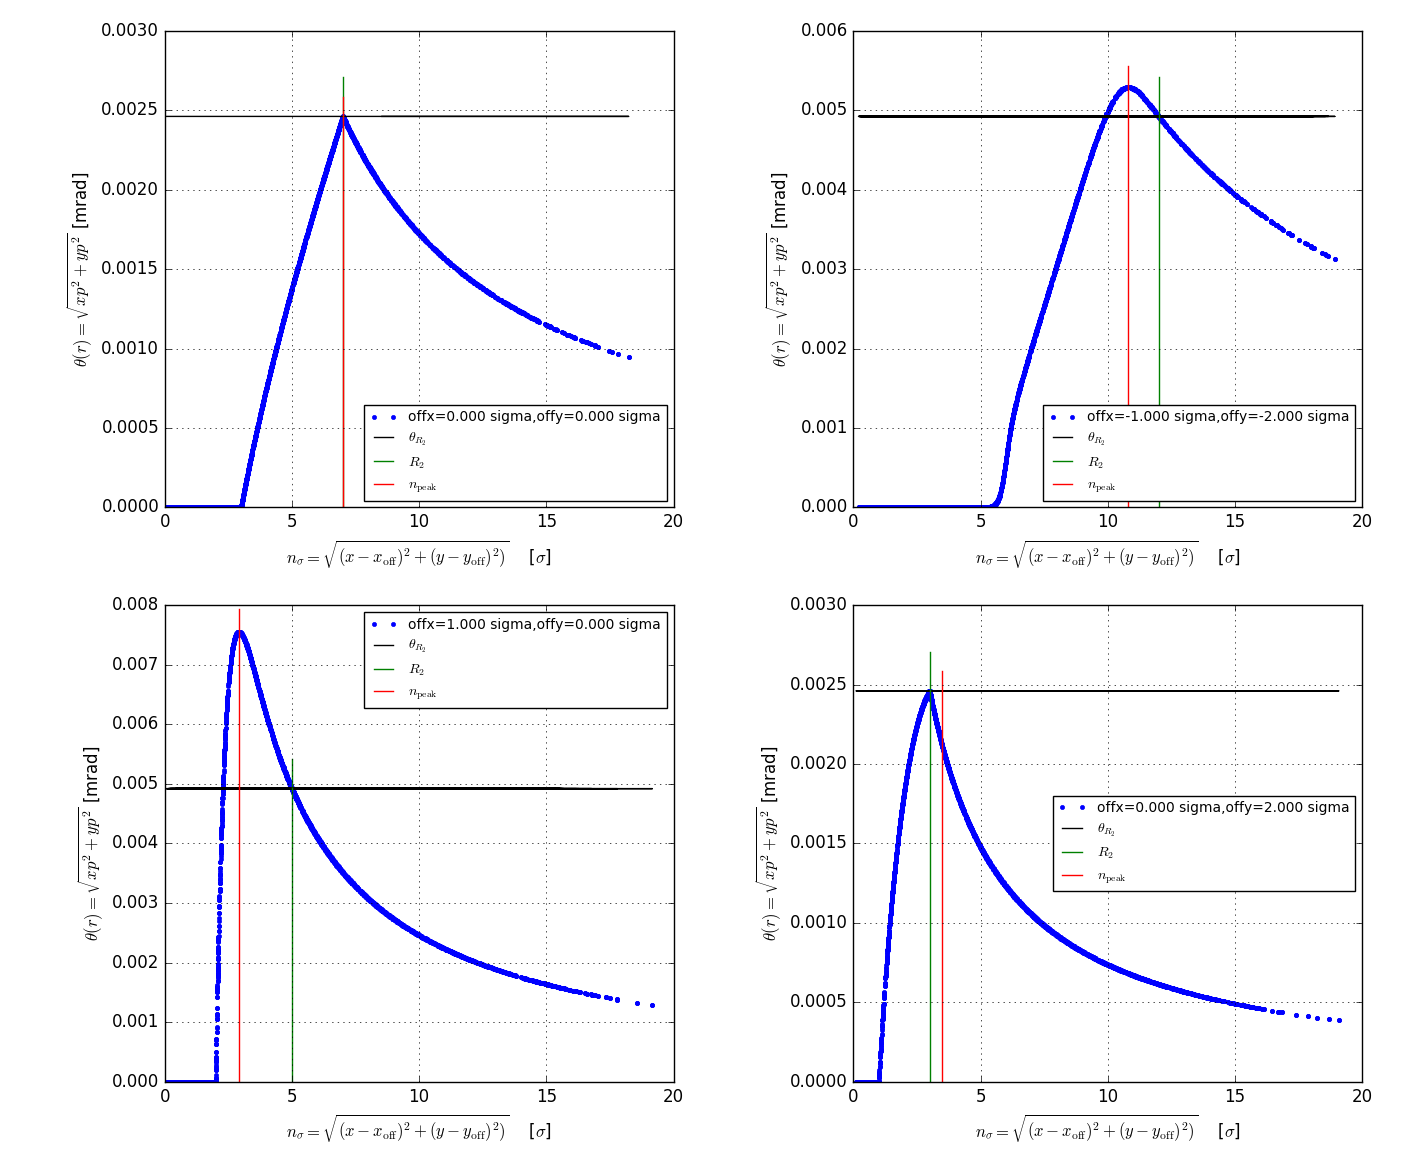 0.0030
0.0025
0.0020
0.0015
0.0010
0.0005
0.0000
θ(r) = √xp² + yp² [mrad]
offx=0.000 sigma,offy=0.000 sigma
θ_R₂
R₂
n_peak
0 5 10 15 20
n_σ = √(x − x_off)² + (y − y_off)²) [σ]
0.006
0.005
0.004
0.003
0.002
0.001
0.000
θ(r) = √xp² + yp² [mrad]
offx=-1.000 sigma,offy=-2.000 sigma
θ_R₂
R₂
n_peak
0 5 10 15 20
n_σ = √(x − x_off)² + (y − y_off)²) [σ]
0.008
0.007
0.006
0.005
0.004
0.003
0.002
0.001
0.000
θ(r) = √xp² + yp² [mrad]
offx=1.000 sigma,offy=0.000 sigma
θ_R₂
R₂
n_peak
0 5 10 15 20
n_σ = √(x − x_off)² + (y − y_off)²) [σ]
0.0030
0.0025
0.0020
0.0015
0.0010
0.0005
0.0000
θ(r) = √xp² + yp² [mrad]
offx=0.000 sigma,offy=2.000 sigma
θ_R₂
R₂
n_peak
0 5 10 15 20
n_σ = √(x − x_off)² + (y − y_off)²) [σ]